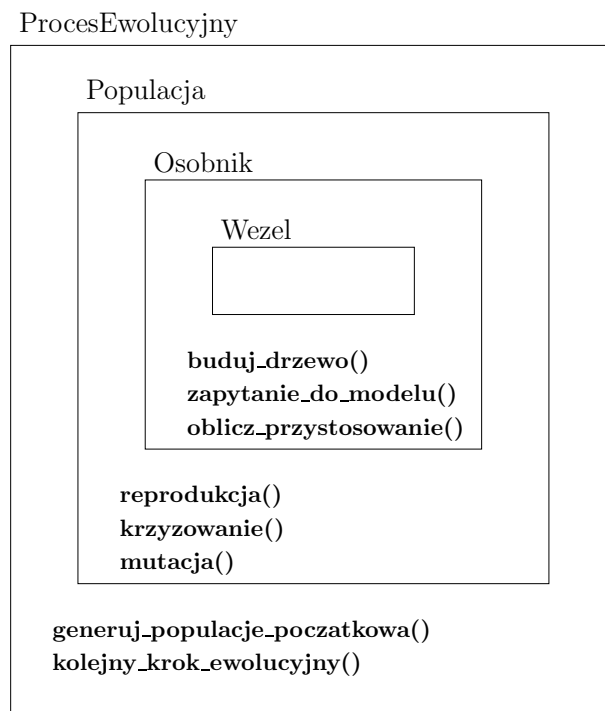 ProcesEwolucyjny
Populacja
Osobnik
Wezel
buduj_drzewo()
zapytanie_do_modelu()
oblicz_przystosowanie()
reprodukcja()
krzyzowanie()
mutacja()
generuj_populacje_poczatkowa()
kolejny_krok_ewolucyjny()